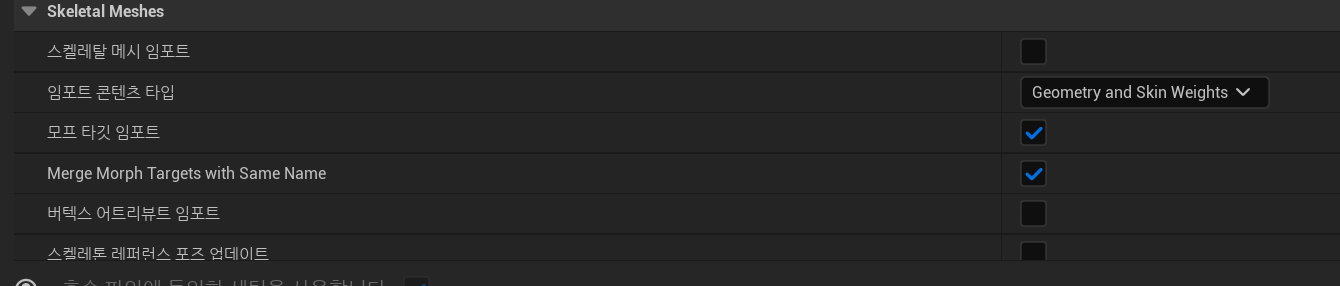 Skeletal Meshes
스켈레탈 메시 임포트
임포트 콘텐츠 타입 Geometry and Skin Weights
모프 타깃 임포트
Merge Morph Targets with Same Name
버텍스 어트리뷰트 임포트
스켈레톤 레퍼런스 포즈 업데이트